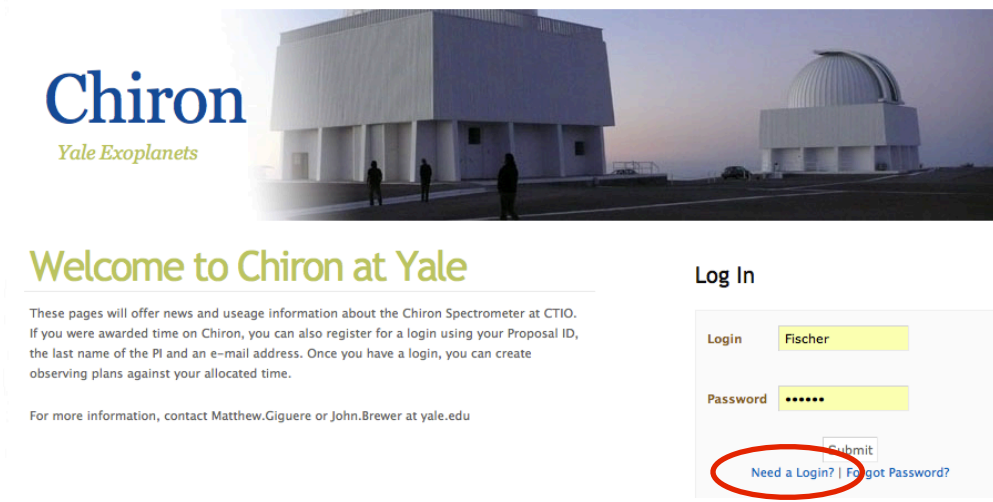 Chiron
Yale Exoplanets
Welcome to Chiron at Yale
These pages will offer news and useage information about the Chiron Spectrometer at CTIO.
If you were awarded time on Chiron, you can also register for a login using your Proposal ID,
the last name of the PI and an e-mail address. Once you have a login, you can create
observing plans against your allocated time.
For more information, contact Matthew.Giguere or John.Brewer at yale.edu
Log In
Login Fischer
Password ••••••
Submit
Need a Login? | Forgot Password?